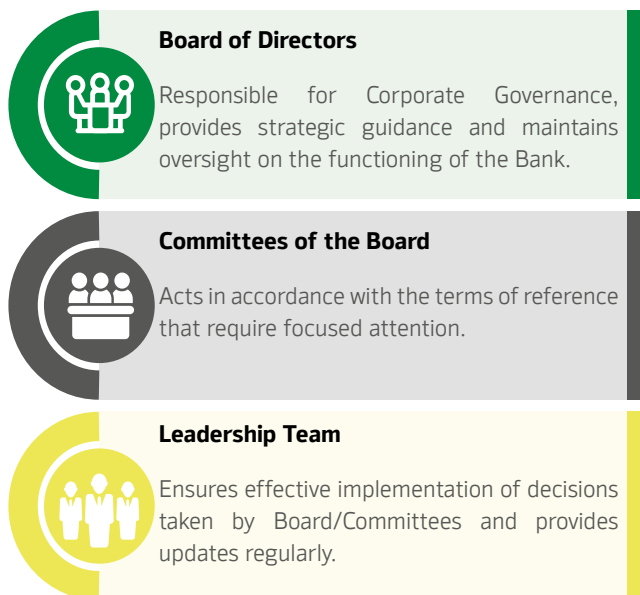 Board of Directors
Responsible for Corporate Governance,
provides strategic guidance and maintains
oversight on the functioning of the Bank.
Committees of the Board
Acts in accordance with the terms of reference
that require focused attention.
Leadership Team
Ensures effective implementation of decisions
taken by Board/Committees and provides
updates regularly.